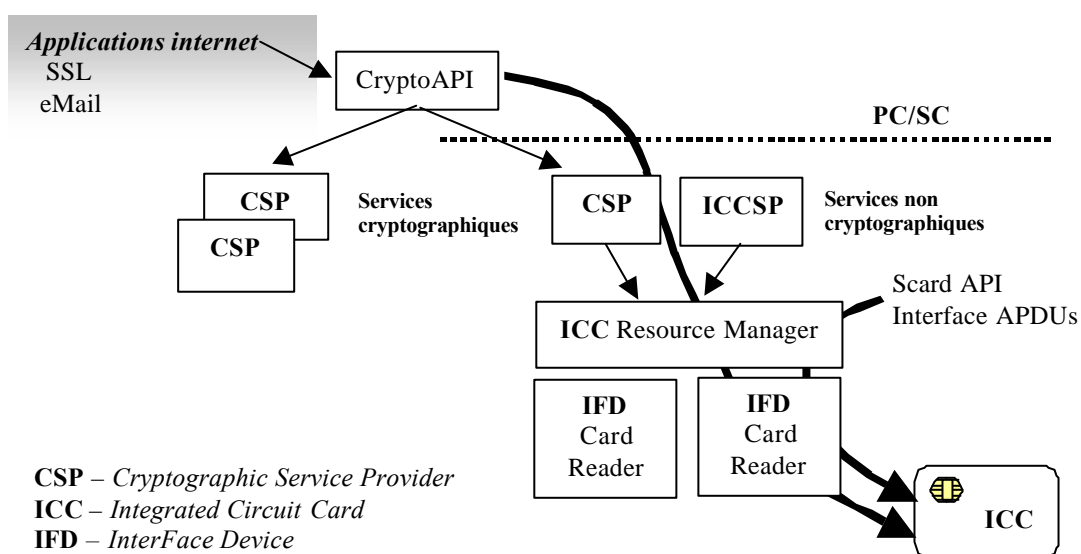 Applications internet
SSL
eMail
CryptoAPI
PC/SC
CSP
CSP
Services
cryptographiques
CSP
ICCSP
Services non
cryptographiques
Scard API
Interface APDUs
ICC Resource Manager
IFD
Card
Reader
IFD
Card
Reader
ICC
CSP – Cryptographic Service Provider
ICC – Integrated Circuit Card
IFD – InterFace Device